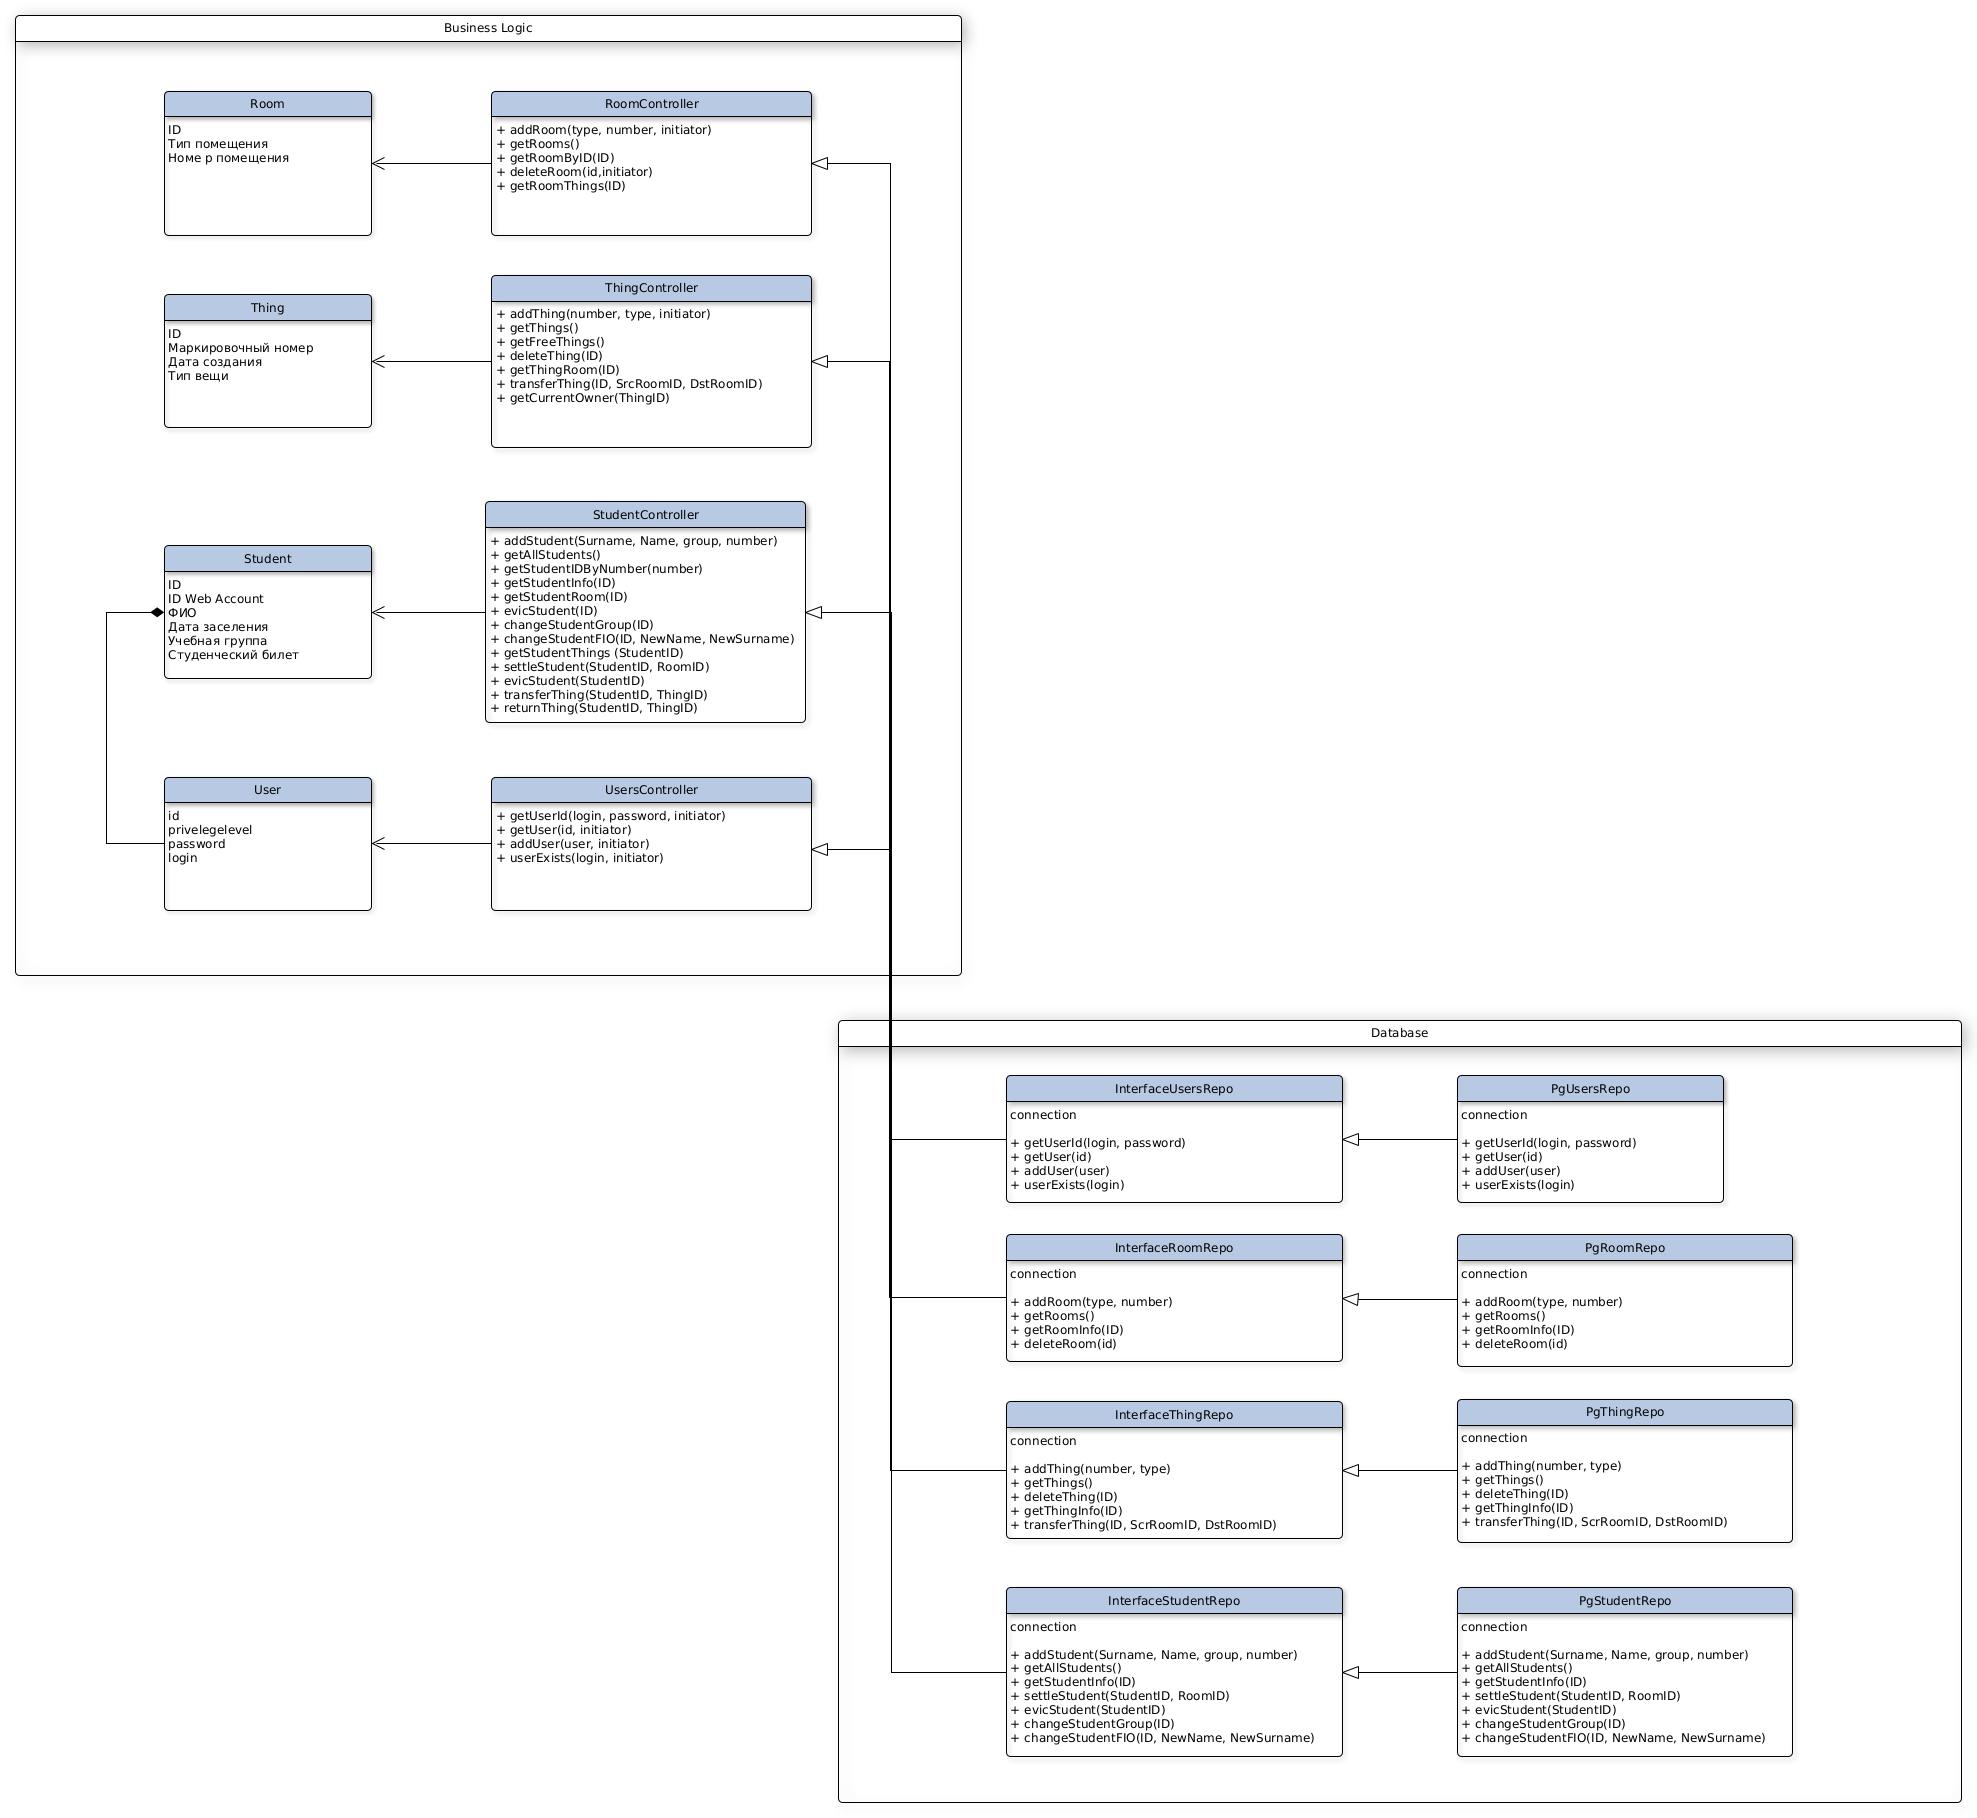 Business Logic
Room
ID
Тип помещения
Номе р помещения
RoomController
+ addRoom(type, number, initiator)
+ getRooms()
+ getRoomByID(ID)
+ deleteRoom(id,initiator)
+ getRoomThings(ID)
Thing
ID
Маркировочный номер
Дата создания
Тип вещи
ThingController
+ addThing(number, type, initiator)
+ getThings()
+ getFreeThings()
+ deleteThing(ID)
+ getThingRoom(ID)
+ transferThing(ID, SrcRoomID, DstRoomID)
+ getCurrentOwner(ThingID)
Student
ID
ID Web Account
ФИО
Дата заселения
Учебная группа
Студенческий билет
StudentController
+ addStudent(Surname, Name, group, number)
+ getAllStudents()
+ getStudentIDByNumber(number)
+ getStudentInfo(ID)
+ getStudentRoom(ID)
+ evicStudent(ID)
+ changeStudentGroup(ID)
+ changeStudentFIO(ID, NewName, NewSurname)
+ getStudentThings (StudentID)
+ settleStudent(StudentID, RoomID)
+ evicStudent(StudentID)
+ transferThing(StudentID, ThingID)
+ returnThing(StudentID, ThingID)
User
id
privelegelevel
password
login
UsersController
+ getUserId(login, password, initiator)
+ getUser(id, initiator)
+ addUser(user, initiator)
+ userExists(login, initiator)
Database
InterfaceUsersRepo
connection
+ getUserId(login, password)
+ getUser(id)
+ addUser(user)
+ userExists(login)
PgUsersRepo
connection
+ getUserId(login, password)
+ getUser(id)
+ addUser(user)
+ userExists(login)
InterfaceRoomRepo
connection
+ addRoom(type, number)
+ getRooms()
+ getRoomInfo(ID)
+ deleteRoom(id)
PgRoomRepo
connection
+ addRoom(type, number)
+ getRooms()
+ getRoomInfo(ID)
+ deleteRoom(id)
InterfaceThingRepo
connection
+ addThing(number, type)
+ getThings()
+ deleteThing(ID)
+ getThingInfo(ID)
+ transferThing(ID, ScrRoomID, DstRoomID)
PgThingRepo
connection
+ addThing(number, type)
+ getThings()
+ deleteThing(ID)
+ getThingInfo(ID)
+ transferThing(ID, ScrRoomID, DstRoomID)
InterfaceStudentRepo
connection
+ addStudent(Surname, Name, group, number)
+ getAllStudents()
+ getStudentInfo(ID)
+ settleStudent(StudentID, RoomID)
+ evicStudent(StudentID)
+ changeStudentGroup(ID)
+ changeStudentFIO(ID, NewName, NewSurname)
PgStudentRepo
connection
+ addStudent(Surname, Name, group, number)
+ getAllStudents()
+ getStudentInfo(ID)
+ settleStudent(StudentID, RoomID)
+ evicStudent(StudentID)
+ changeStudentGroup(ID)
+ changeStudentFIO(ID, NewName, NewSurname)